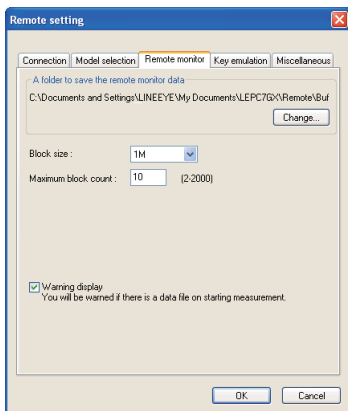 Remote setting
Connection Model selection Remote monitor Key emulation Miscellaneous
A folder to save the remote monitor data
C:\Documents and Settings\LINEEYE\My Documents\LEPC7GX\Remote\Buf
Change...
Block size : 1M
Maximum block count : 10 (2-2000)
Warning display
You will be warned if there is a data file on starting measurement.
OK Cancel